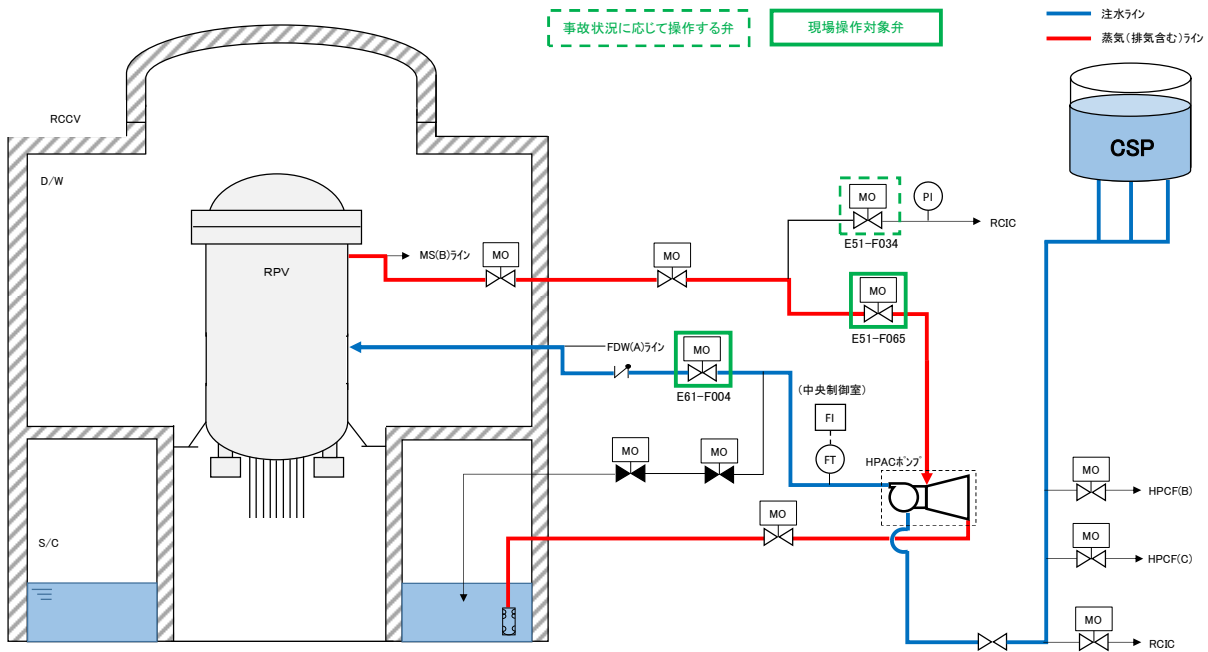 事故状況に応じて操作する弁
現場操作対象弁
注水ライン
蒸気(排気含む)ライン
RCCV
D/W
CSP
MO
PI
RCIC
E51-F034
MS(B)ライン
MO
MO
RPV
MO
E51-F065
FDW(A)ライン
MO
E61-F004
(中央制御室)
FI
FT
HPACポンプ
MO
MO
MO
HPCF(B)
MO
S/C
MO
HPCF(C)
MO
RCIC